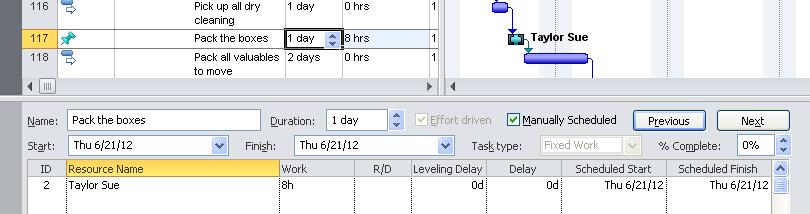 116 Pick up all dry cleaning 1 day 0 hrs 1
117 Pack the boxes 1 day 8 hrs 1 Taylor Sue
118 Pack all valuables to move 2 days 0 hrs 1
Name: Pack the boxes Duration: 1 day Effort driven Manually Scheduled Previous Next
Start: Thu 6/21/12 Finish: Thu 6/21/12 Task type: Fixed Work % Complete: 0%
ID Resource Name Work R/D Leveling Delay Delay Scheduled Start Scheduled Finish
2 Taylor Sue 8h 0d 0d Thu 6/21/12 Thu 6/21/12